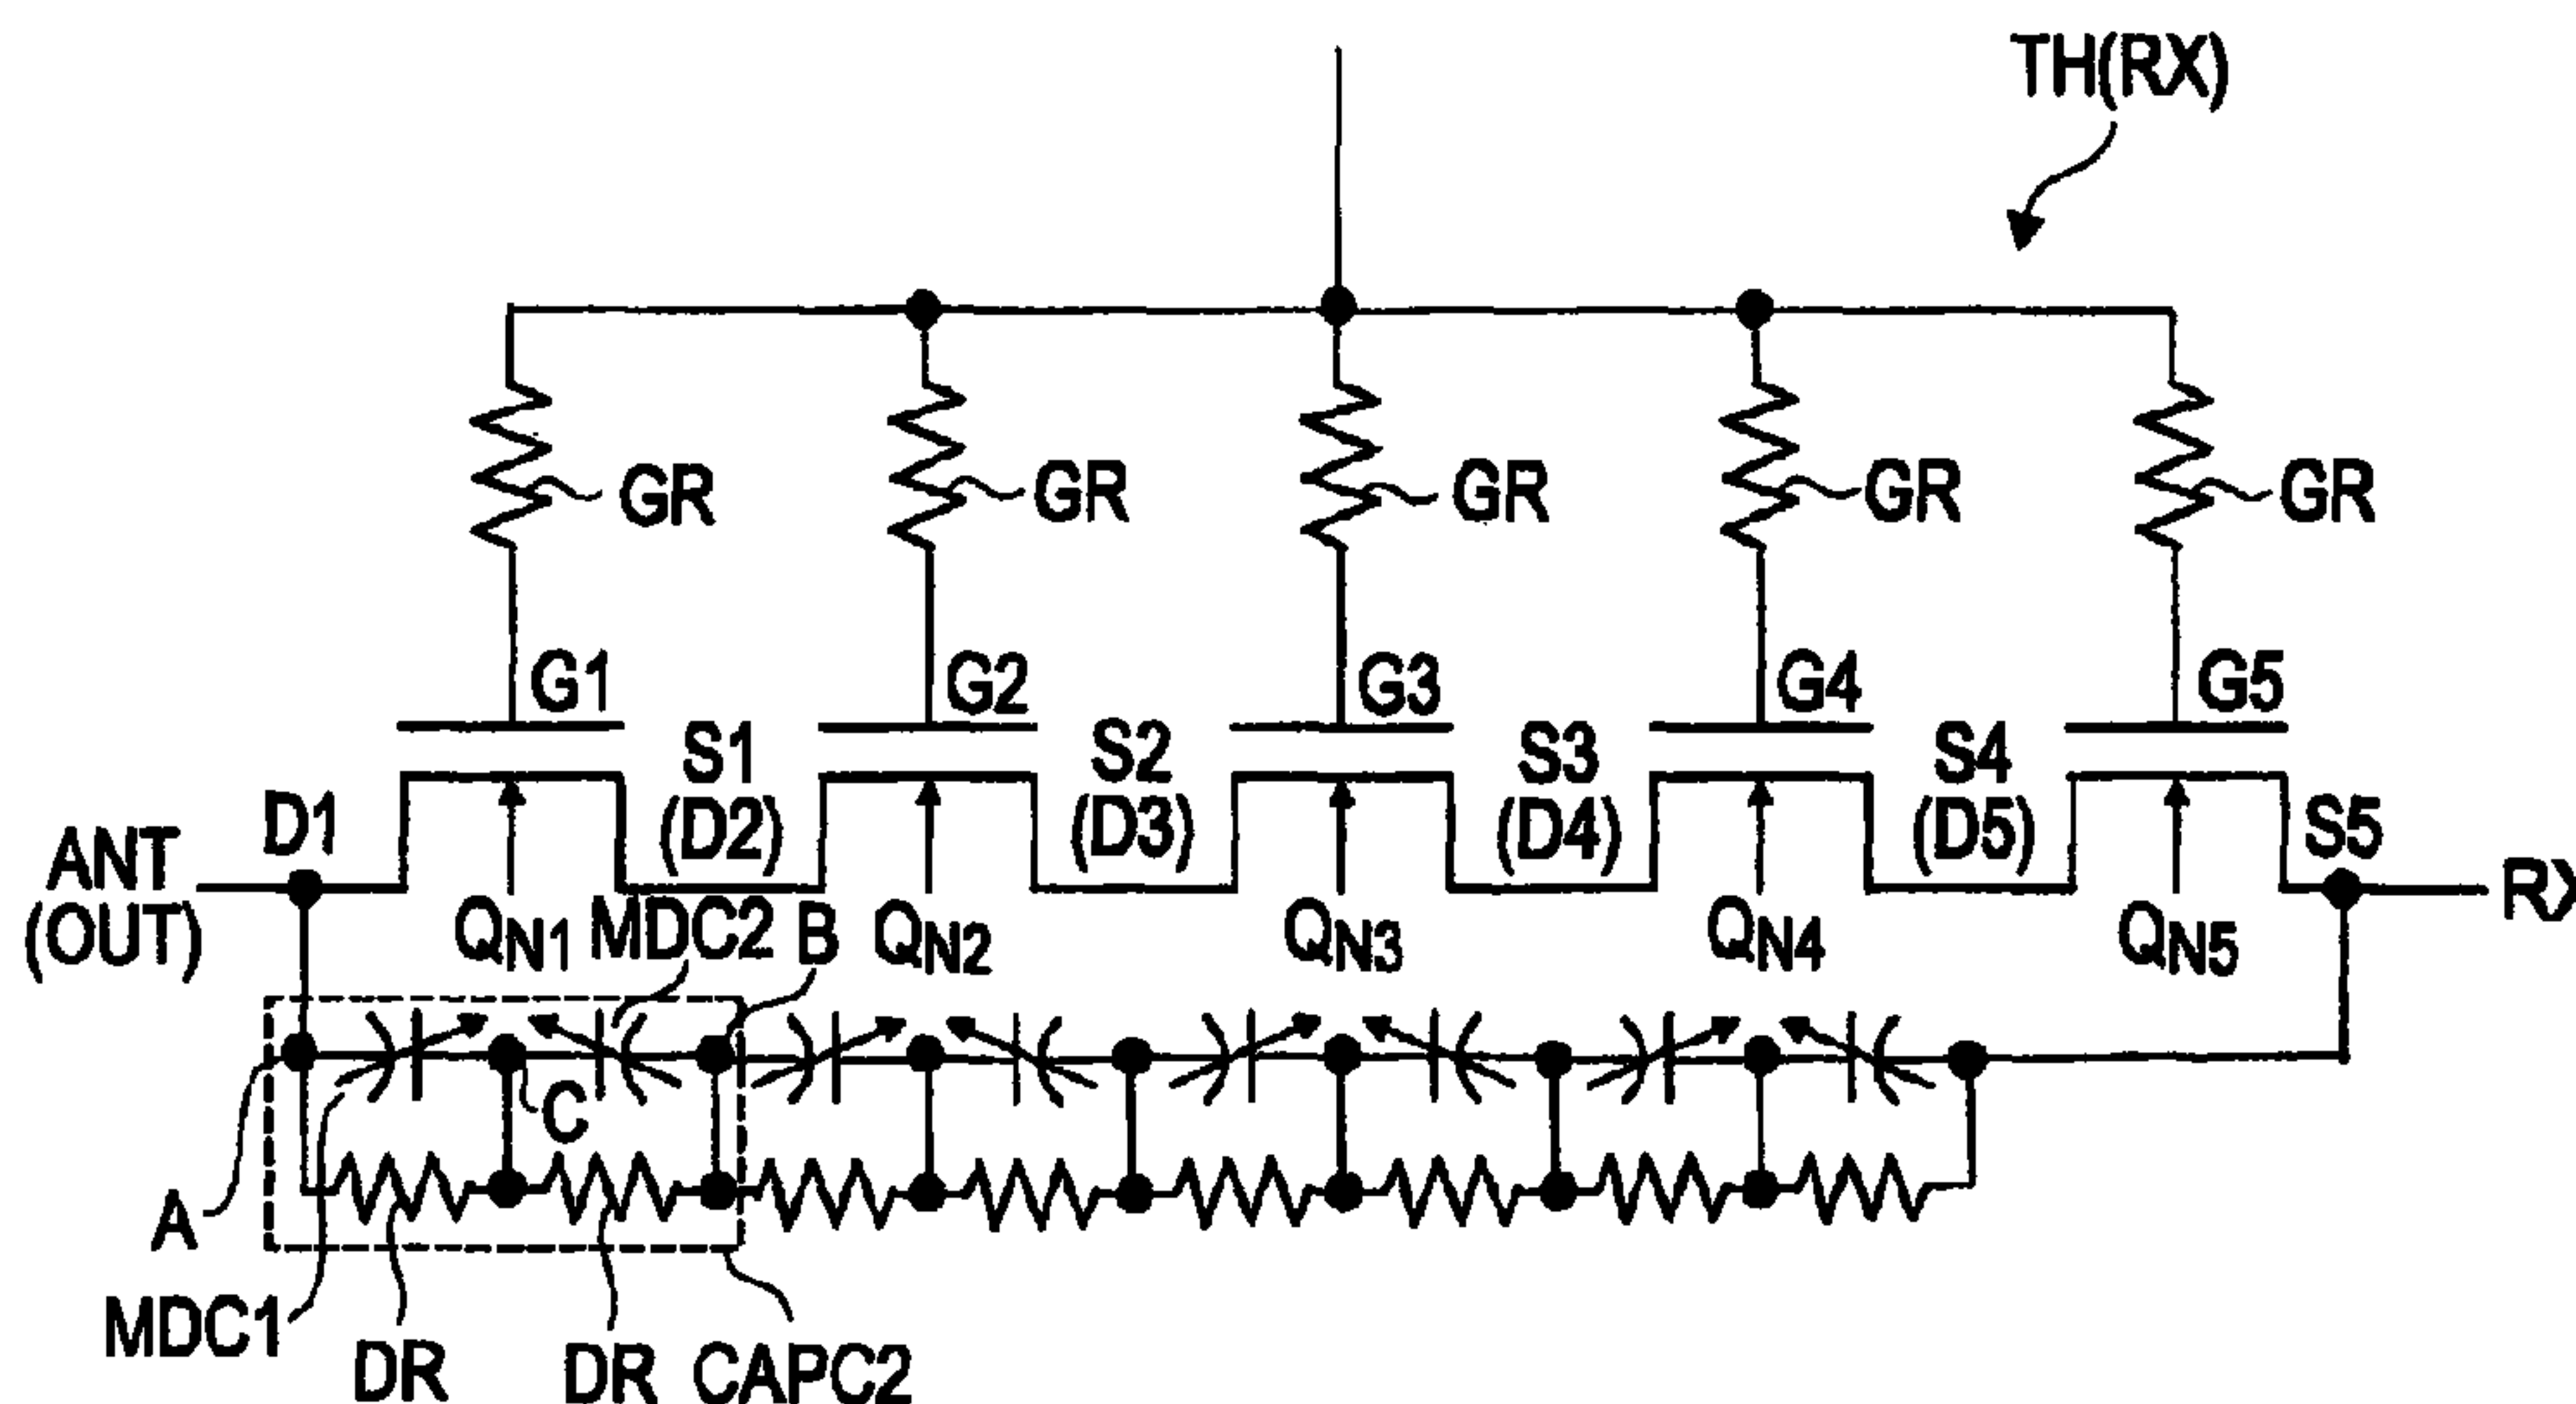 TH(RX)
GR GR GR GR GR
G1 G2 G3 G4 G5
S1 S2 S3 S4
D1 (D2) (D3) (D4) (D5) S5
ANT
(OUT)
RX
QN1 MDC2 B QN2 QN3 QN4 QN5
C
A
MDC1
DR DR CAPC2